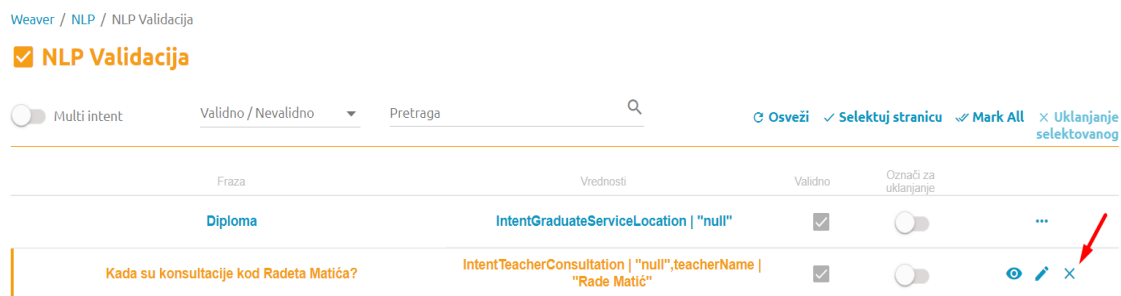 Weaver / NLP / NLP Validacija
NLP Validacija
Multi intent
Validno / Nevalidno
Pretraga
Osveži
Selektuj stranicu
Mark All
Uklanjanje
selektovanog
Fraza
Vrednosti
Validno
Označi za
uklanjanje
Diploma
IntentGraduateServiceLocation | "null"
Kada su konsultacije kod Radeta Matića?
IntentTeacherConsultation | "null",teacherName |
"Rade Matić"